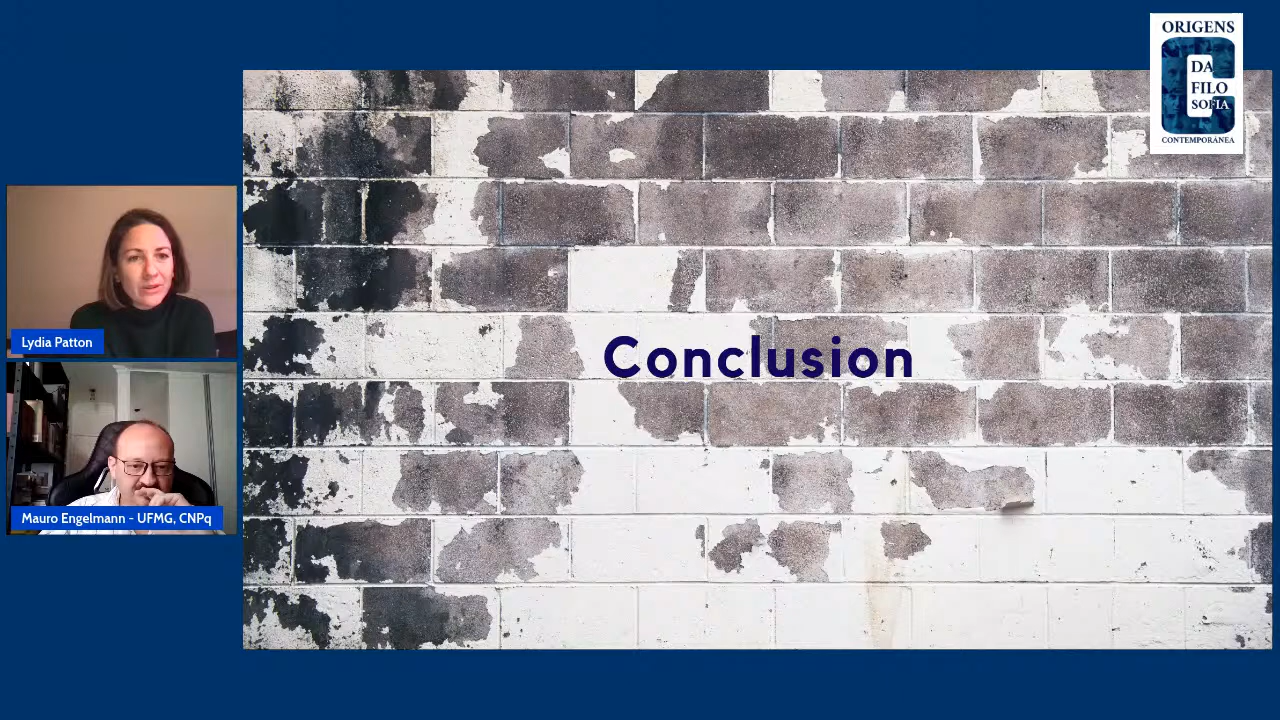 ORIGENS
DA
FILO
SOFIA
CONTEMPORÂNEA
Lydia Patton
Conclusion
Mauro Engelmann - UFMG, CNPq